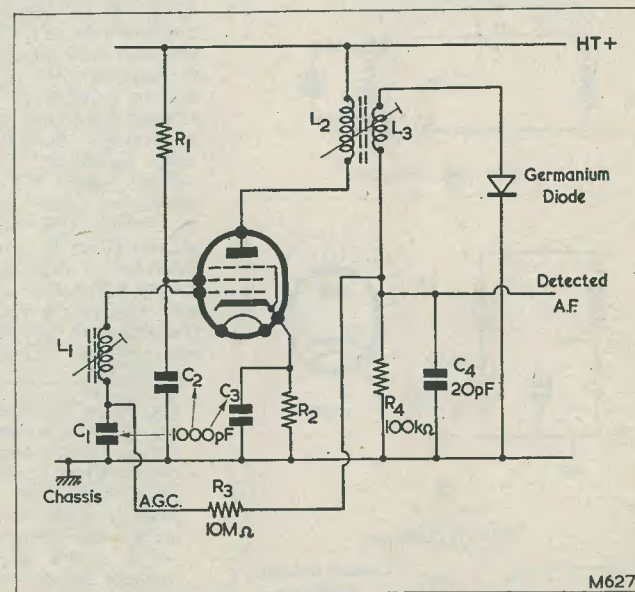 HT+
R1
L2
L3
Germanium
Diode
Detected
A.F.
L1
C2
C3
R2
R4
100kΩ
C4
20pF
C1
1000pF
Chassis
A.G.C.
R3
10MΩ
M627